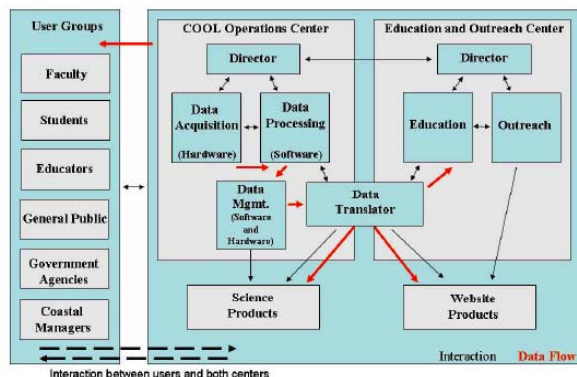 User Groups
Faculty
Students
Educators
General Public
Government
Agencies
Coastal
Managers
COOL Operations Center
Director
Data
Acquisition
(Hardware)
Data
Processing
(Software)
Data
Mgmt.
(Software
and
Hardware)
Data
Translator
Education and Outreach Center
Director
Education
Outreach
Science
Products
Website
Products
Interaction Data Flow
Interaction between users and both centers